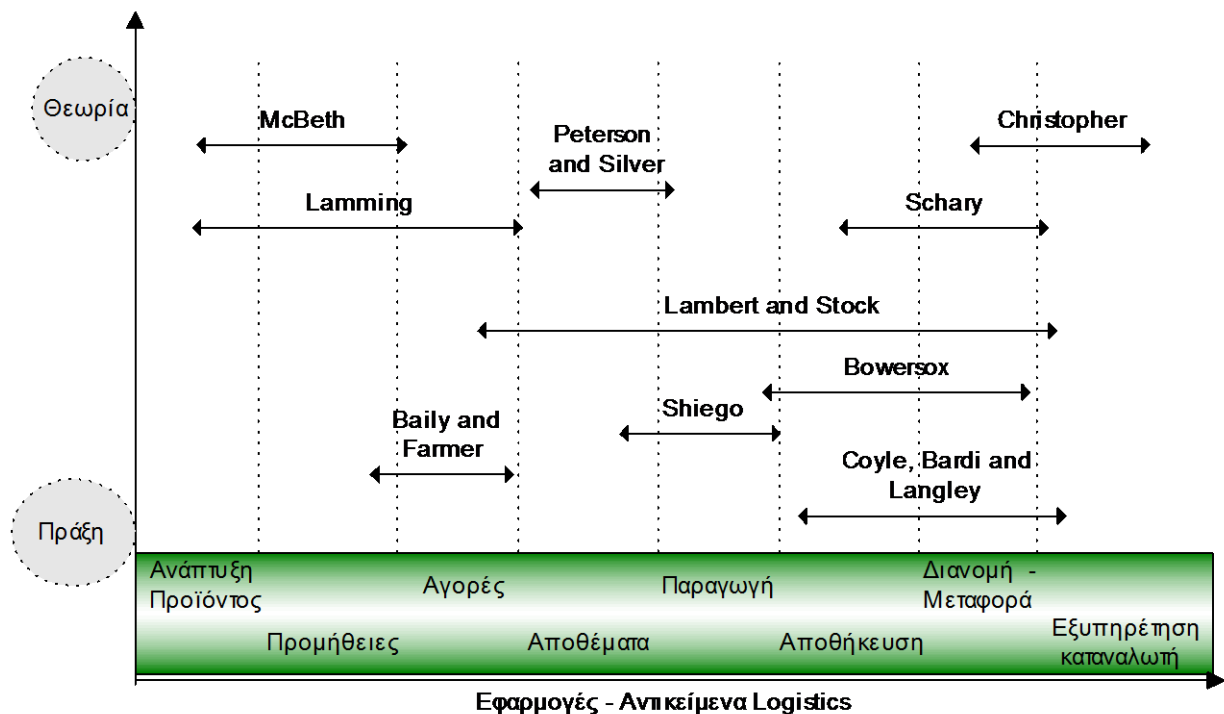 Θεωρία
McBeth
Peterson
and Silver
Christopher
Lamming
Schary
Lambert and Stock
Bowersox
Shiego
Baily and
Farmer
Coyle, Bardi and
Langley
Πράξη
Ανάπτυξη
Προϊόντος
Προμήθειες
Αγορές
Αποθέματα
Παραγωγή
Αποθήκευση
Διανομή -
Μεταφορά
Εξυπηρέτηση
καταναλωτή
Εφαρμογές - Αντικείμενα Logistics